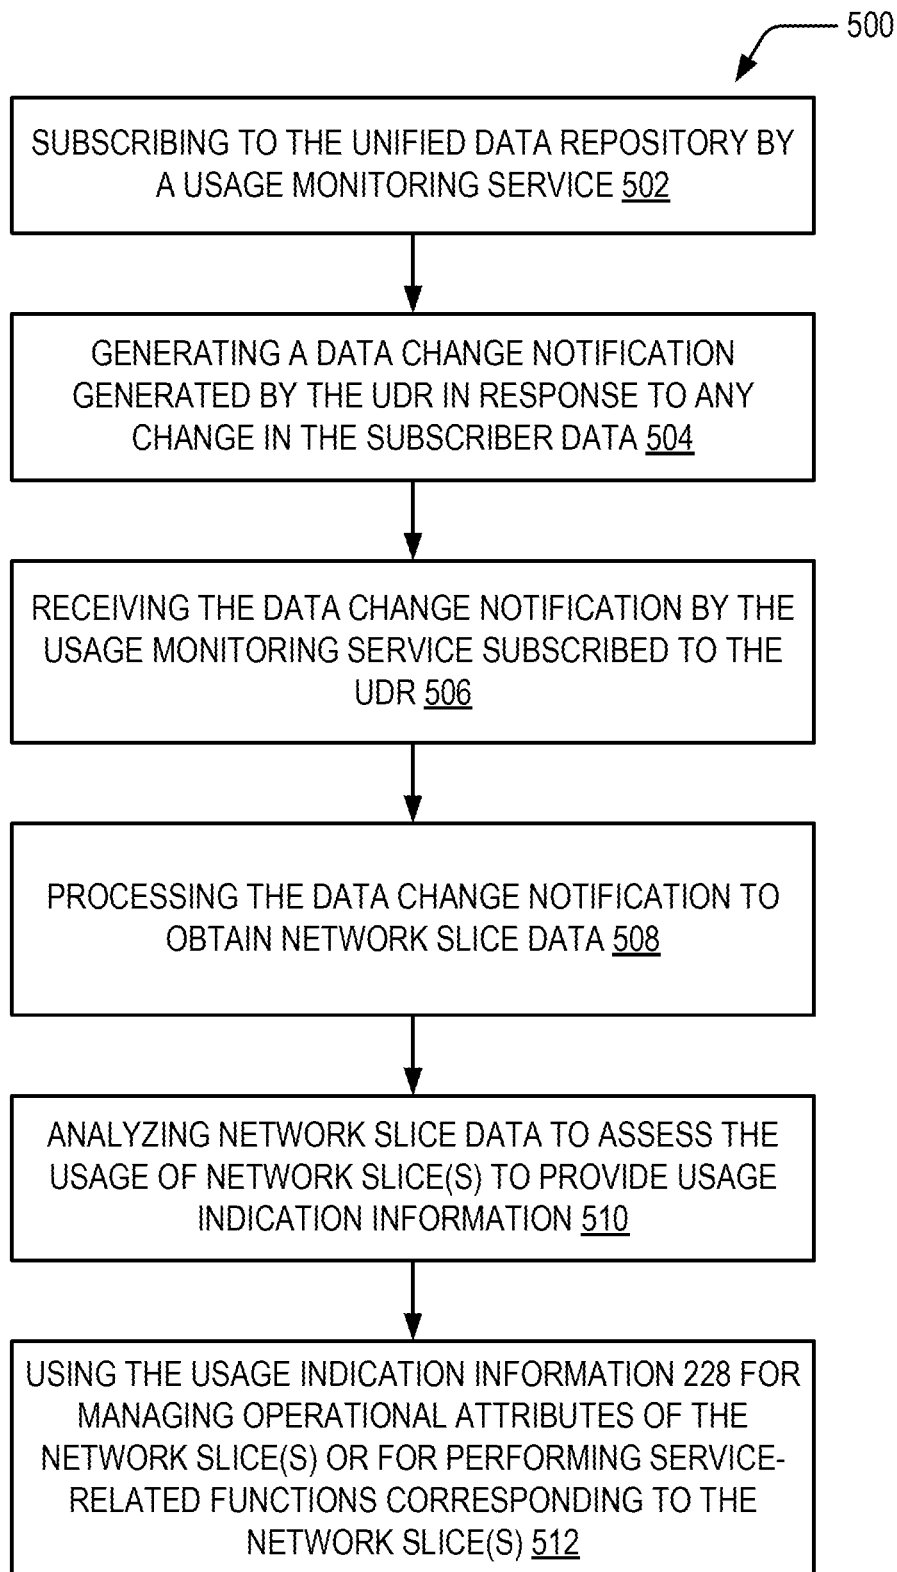 500
SUBSCRIBING TO THE UNIFIED DATA REPOSITORY BY
A USAGE MONITORING SERVICE 502
GENERATING A DATA CHANGE NOTIFICATION
GENERATED BY THE UDR IN RESPONSE TO ANY
CHANGE IN THE SUBSCRIBER DATA 504
RECEIVING THE DATA CHANGE NOTIFICATION BY THE
USAGE MONITORING SERVICE SUBSCRIBED TO THE
UDR 506
PROCESSING THE DATA CHANGE NOTIFICATION TO
OBTAIN NETWORK SLICE DATA 508
ANALYZING NETWORK SLICE DATA TO ASSESS THE
USAGE OF NETWORK SLICE(S) TO PROVIDE USAGE
INDICATION INFORMATION 510
USING THE USAGE INDICATION INFORMATION 228 FOR
MANAGING OPERATIONAL ATTRIBUTES OF THE
NETWORK SLICE(S) OR FOR PERFORMING SERVICE-
RELATED FUNCTIONS CORRESPONDING TO THE
NETWORK SLICE(S) 512